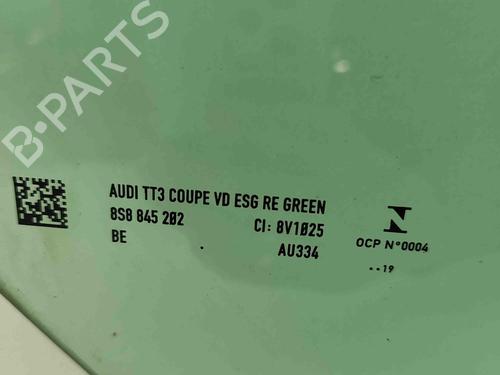 B-PARTS
AUDI TT3 COUPE VD ESG RE GREEN
8S8 845 202 CI: 8V1025
BE AU334
N
OCP N°0004
..19